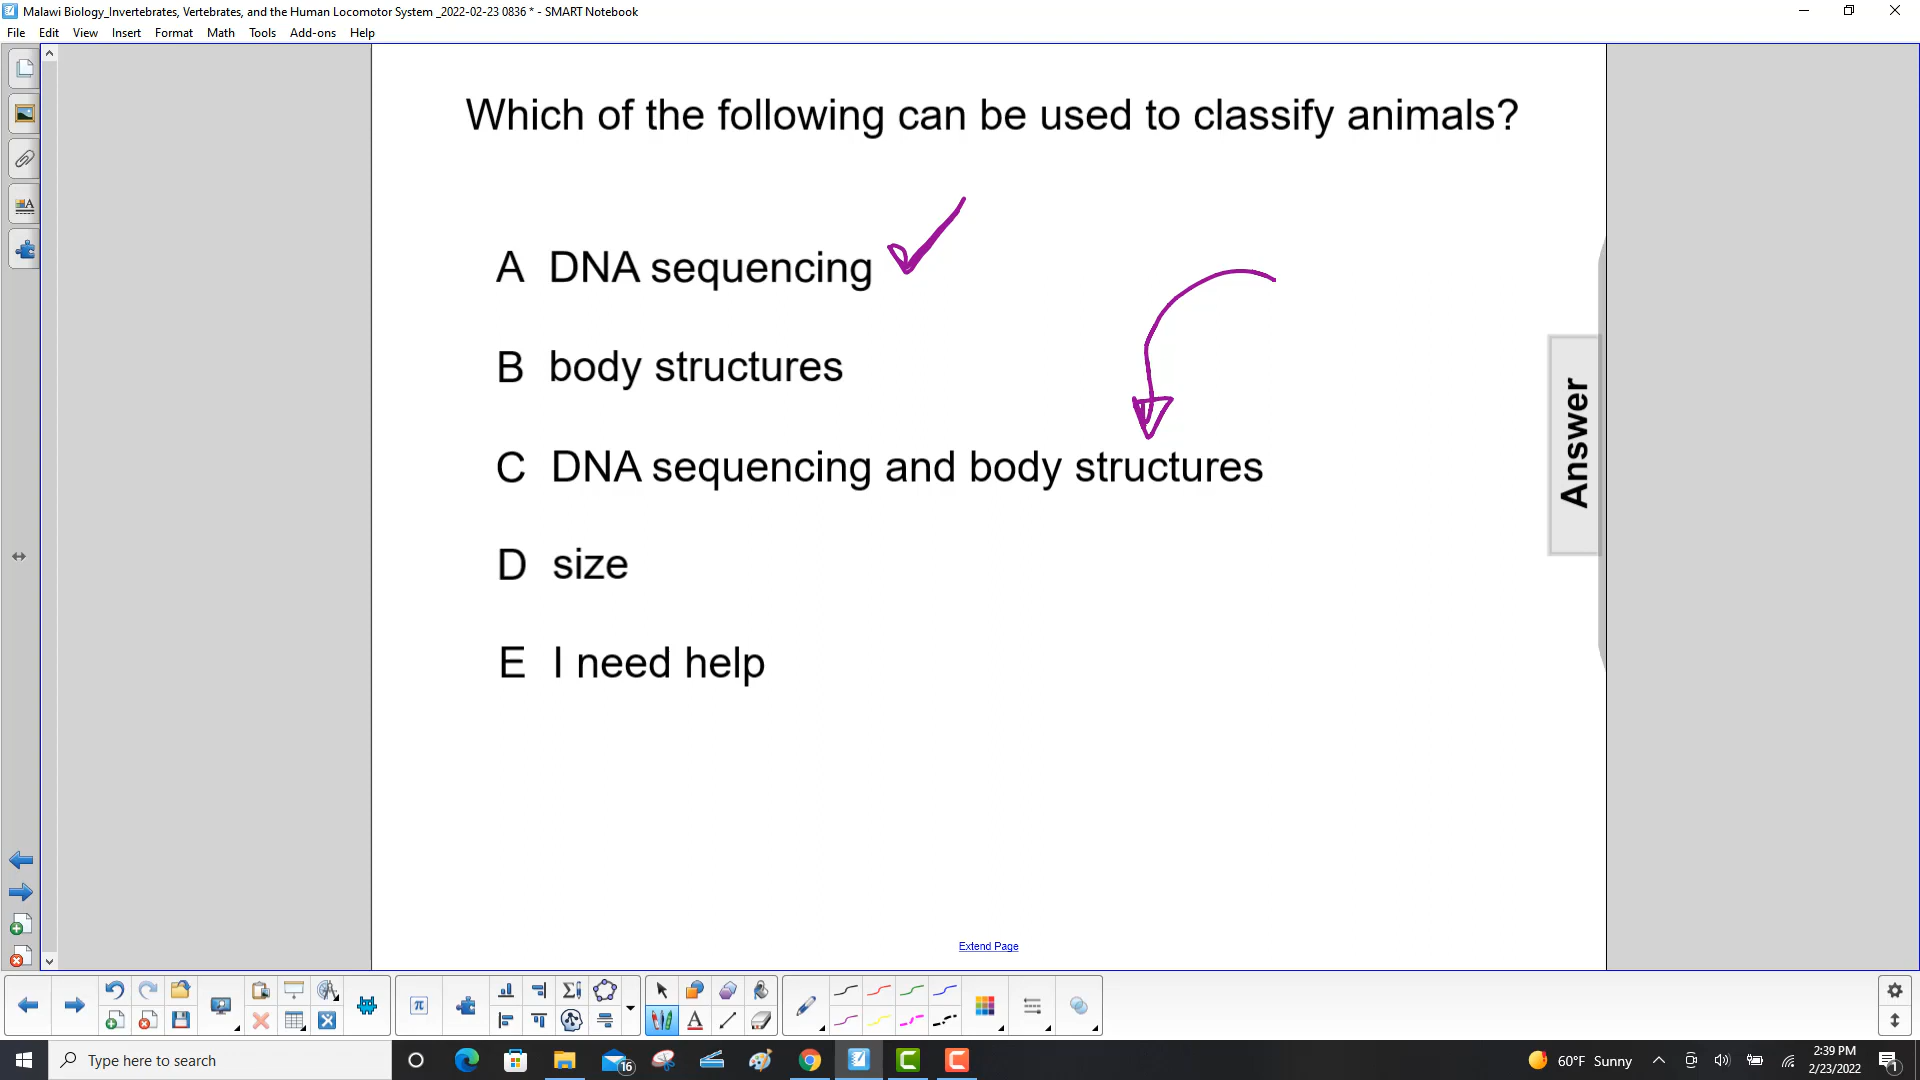 Malawi Biology_Invertebrates, Vertebrates, and the Human Locomotor System _2022-02-23 0836 * - SMART Notebook
File Edit View Insert Format Math Tools Add-ons Help
Which of the following can be used to classify animals?
A DNA sequencing
B body structures
C DNA sequencing and body structures
D size
E I need help
Answer
Extend Page
Type here to search
16
60°F Sunny
2:39 PM
2/23/2022
1